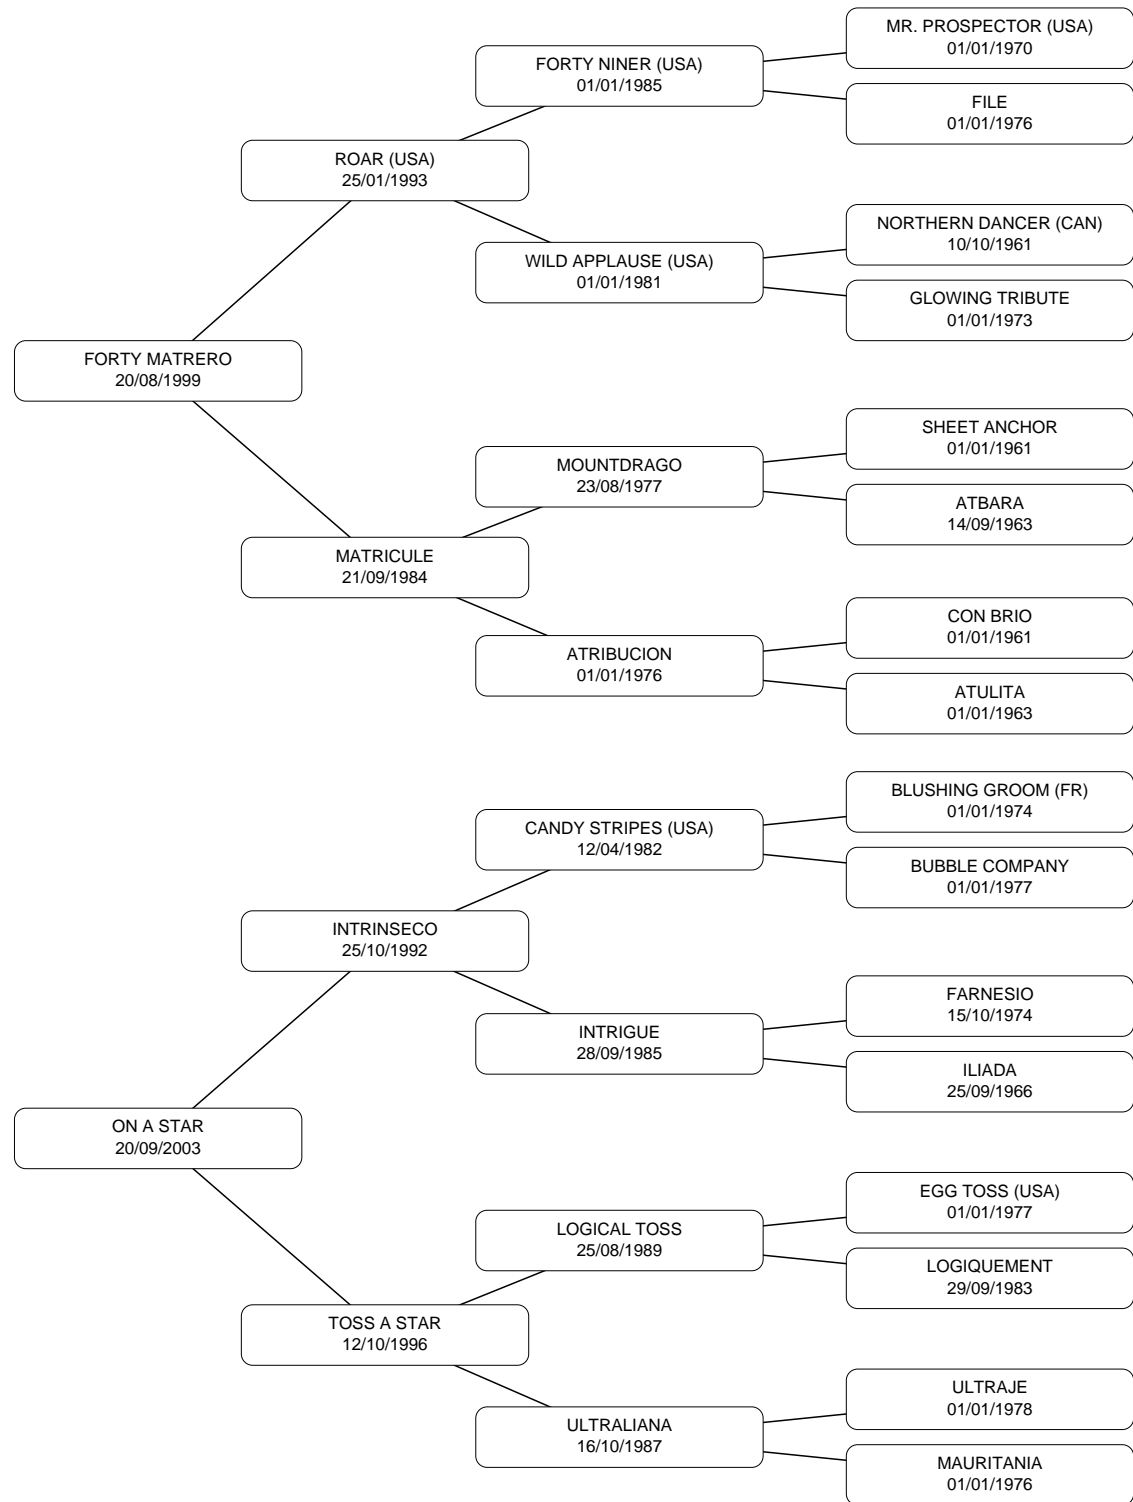 MR. PROSPECTOR (USA)
01/01/1970
FORTY NINER (USA)
01/01/1985
FILE
01/01/1976
ROAR (USA)
25/01/1993
NORTHERN DANCER (CAN)
10/10/1961
WILD APPLAUSE (USA)
01/01/1981
GLOWING TRIBUTE
01/01/1973
FORTY MATRERO
20/08/1999
SHEET ANCHOR
01/01/1961
MOUNTDRAGO
23/08/1977
ATBARA
14/09/1963
MATRICULE
21/09/1984
CON BRIO
01/01/1961
ATRIBUCION
01/01/1976
ATULITA
01/01/1963
BLUSHING GROOM (FR)
01/01/1974
CANDY STRIPES (USA)
12/04/1982
BUBBLE COMPANY
01/01/1977
INTRINSECO
25/10/1992
FARNESIO
15/10/1974
INTRIGUE
28/09/1985
ILIADA
25/09/1966
ON A STAR
20/09/2003
EGG TOSS (USA)
01/01/1977
LOGICAL TOSS
25/08/1989
LOGIQUEMENT
29/09/1983
TOSS A STAR
12/10/1996
ULTRAJE
01/01/1978
ULTRALIANA
16/10/1987
MAURITANIA
01/01/1976